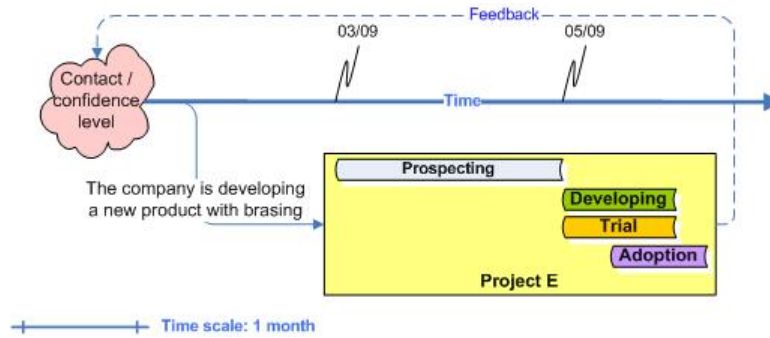 Feedback
03/09
05/09
Contact /
confidence
level
Time
The company is developing
a new product with brasing
Prospecting
Developing
Trial
Adoption
Project E
Time scale: 1 month